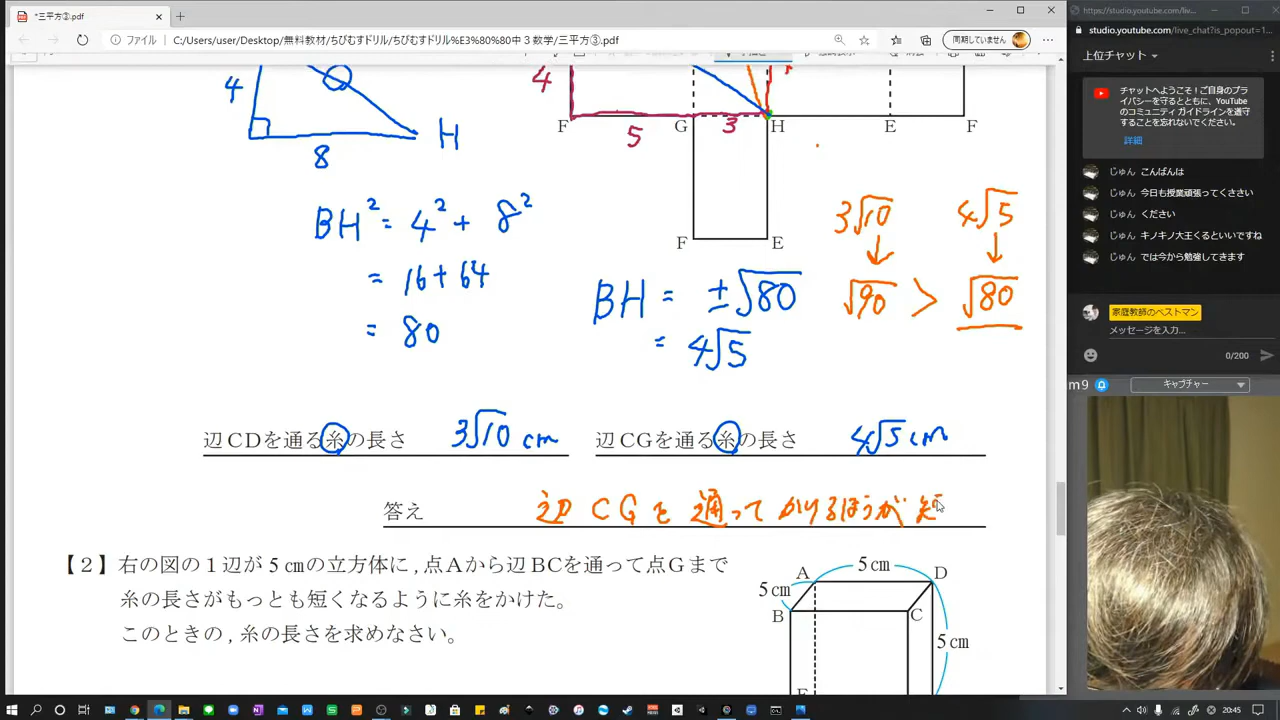 *三平方②.pdf
ファイル
C:/Users/user/Desktop/無料教材/ちびむすドリル/ちびむすドリル%E3%80%80中３数学/三平方③.pdf
同期していません
https://studio.youtube.com/liv...
studio.youtube.com/live_chat?is_popout=1...
上位チャット
チャットへようこそ！ご自身のプライバシーを守るとともに、YouTube のコミュニティ ガイドラインを遵守することを忘れないでください。
詳細
じゅん こんばんは
じゅん 今日も授業頑張ってください
じゅん ください
じゅん キノキノ大王くるといいですね
じゅん では今から勉強してきます
家庭教師のベストマン
メッセージを入力...
0/200
キャプチャー
4
8
H
4
F
5
G
3
H
E
F
F
E
BH²= 4²+ 8²
= 16+64
= 80
BH = ±√80
= 4√5
3√10
4√5
√90 > √80
辺ＣＤを通る糸の長さ 3√10 cm
辺ＣＧを通る糸の長さ 4√5 cm
答え 辺 CG を 通って かけるほうが 短
【２】右の図の１辺が５㎝の立方体に，点Ａから辺ＢＣを通って点Ｇまで
糸の長さがもっとも短くなるように糸をかけた。
このときの，糸の長さを求めなさい。
A
5㎝
D
5㎝
B
C
5㎝
20:45